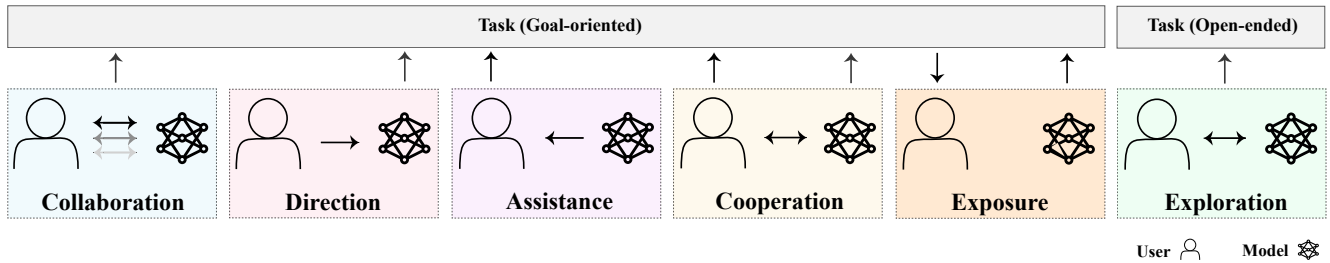 Task (Goal-oriented)
Task (Open-ended)
Collaboration
Direction
Assistance
Cooperation
Exposure
Exploration
User
Model